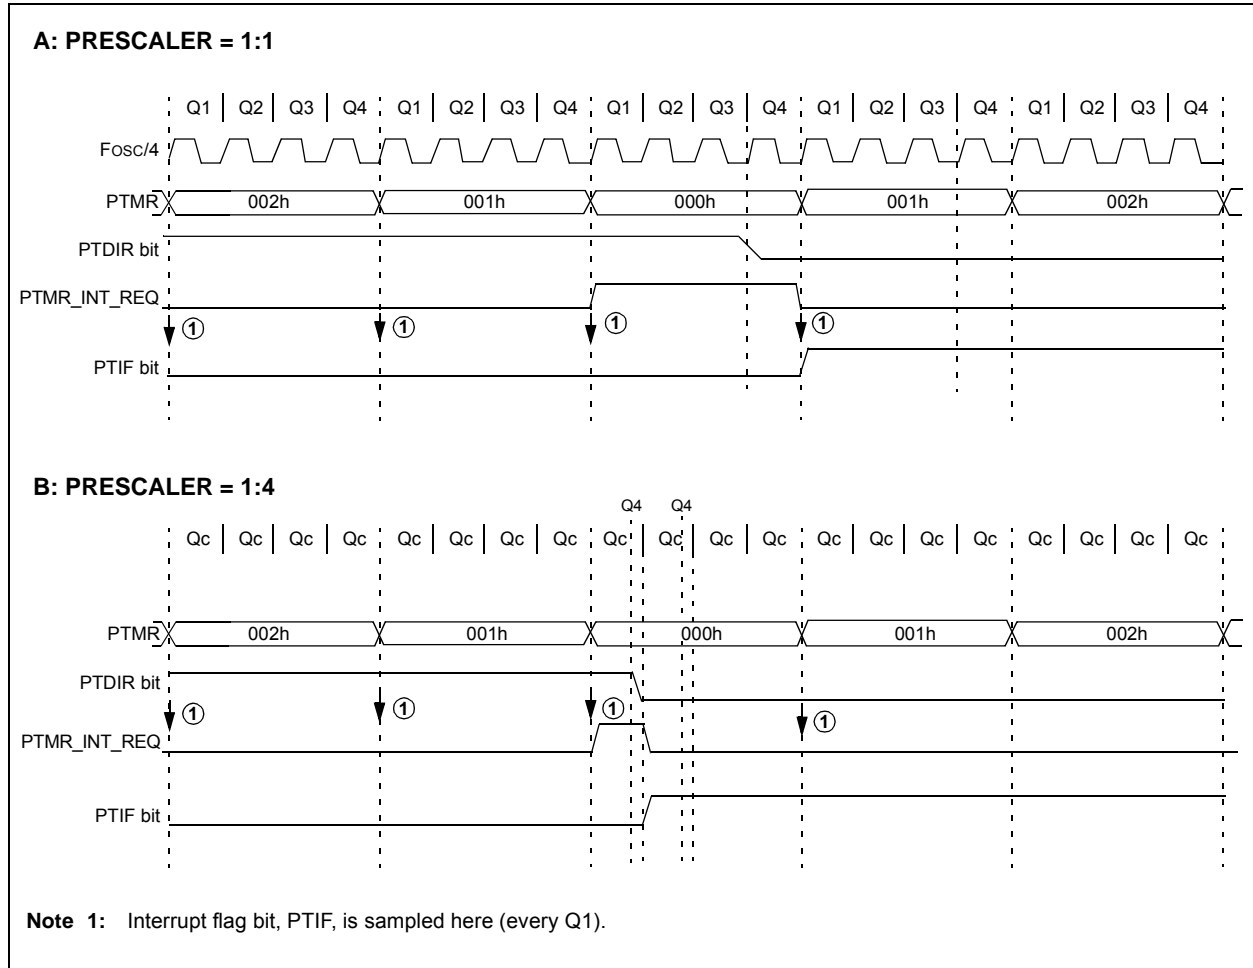 A: PRESCALER = 1:1
Q1 Q2 Q3 Q4 Q1 Q2 Q3 Q4 Q1 Q2 Q3 Q4 Q1 Q2 Q3 Q4 Q1 Q2 Q3 Q4
FOSC/4
PTMR 002h 001h 000h 001h 002h
PTDIR bit
PTMR_INT_REQ
1 1 1 1
PTIF bit
B: PRESCALER = 1:4
Q4 Q4
Qc Qc Qc Qc Qc Qc Qc Qc Qc Qc Qc Qc Qc Qc Qc Qc Qc Qc Qc Qc
PTMR 002h 001h 000h 001h 002h
PTDIR bit
1 1 1 1
PTMR_INT_REQ
PTIF bit
Note 1: Interrupt flag bit, PTIF, is sampled here (every Q1).